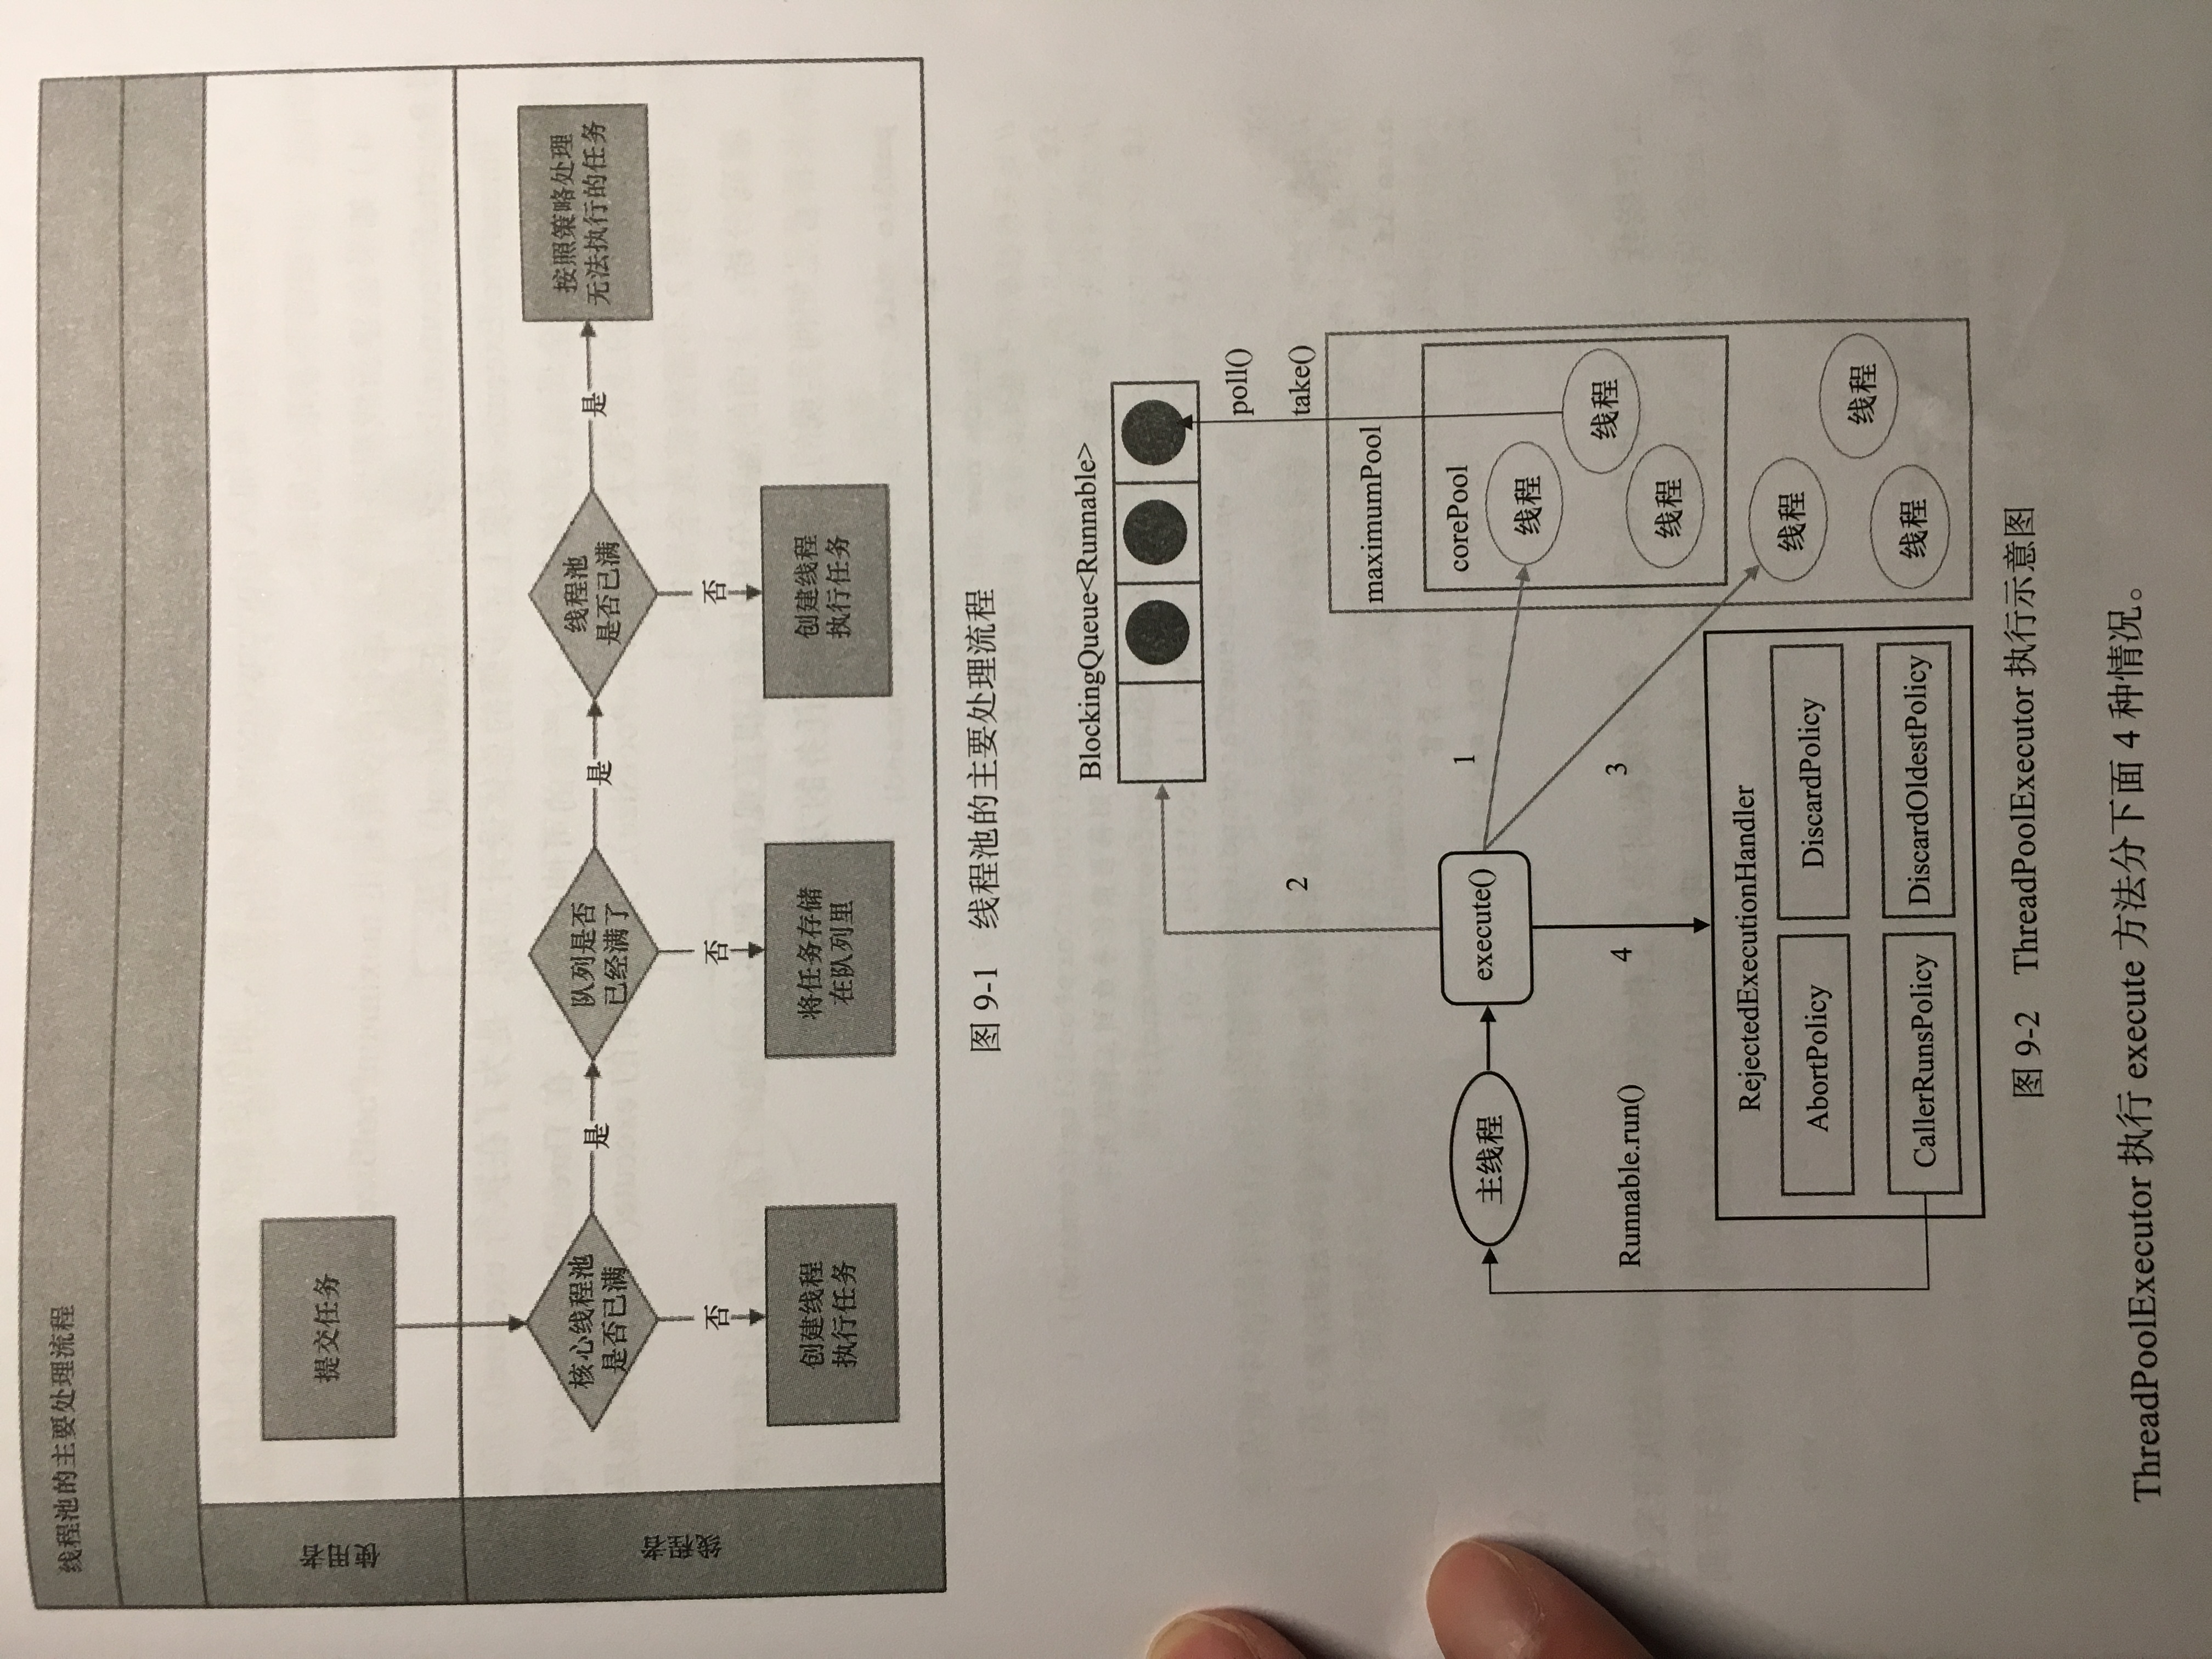 线程池的主要处理流程
使用者
提交任务
线程者
核心线程池
是否已满
是
队列是否
已经满了
是
线程池
是否已满
是
按照策略处理
无法执行的任务
否
否
否
创建线程
执行任务
将任务存储
在队列里
创建线程
执行任务
图 9-1 线程池的主要处理流程
BlockingQueue<Runnable>
poll()
take()
2
maximumPool
corePool
1
主线程
execute()
线程
线程
线程
Runnable.run()
4
3
RejectedExecutionHandler
AbortPolicy
DiscardPolicy
CallerRunsPolicy
DiscardOldestPolicy
线程
线程
线程
图 9-2 ThreadPoolExecutor 执行示意图
ThreadPoolExecutor 执行 execute 方法分下面 4 种情况。